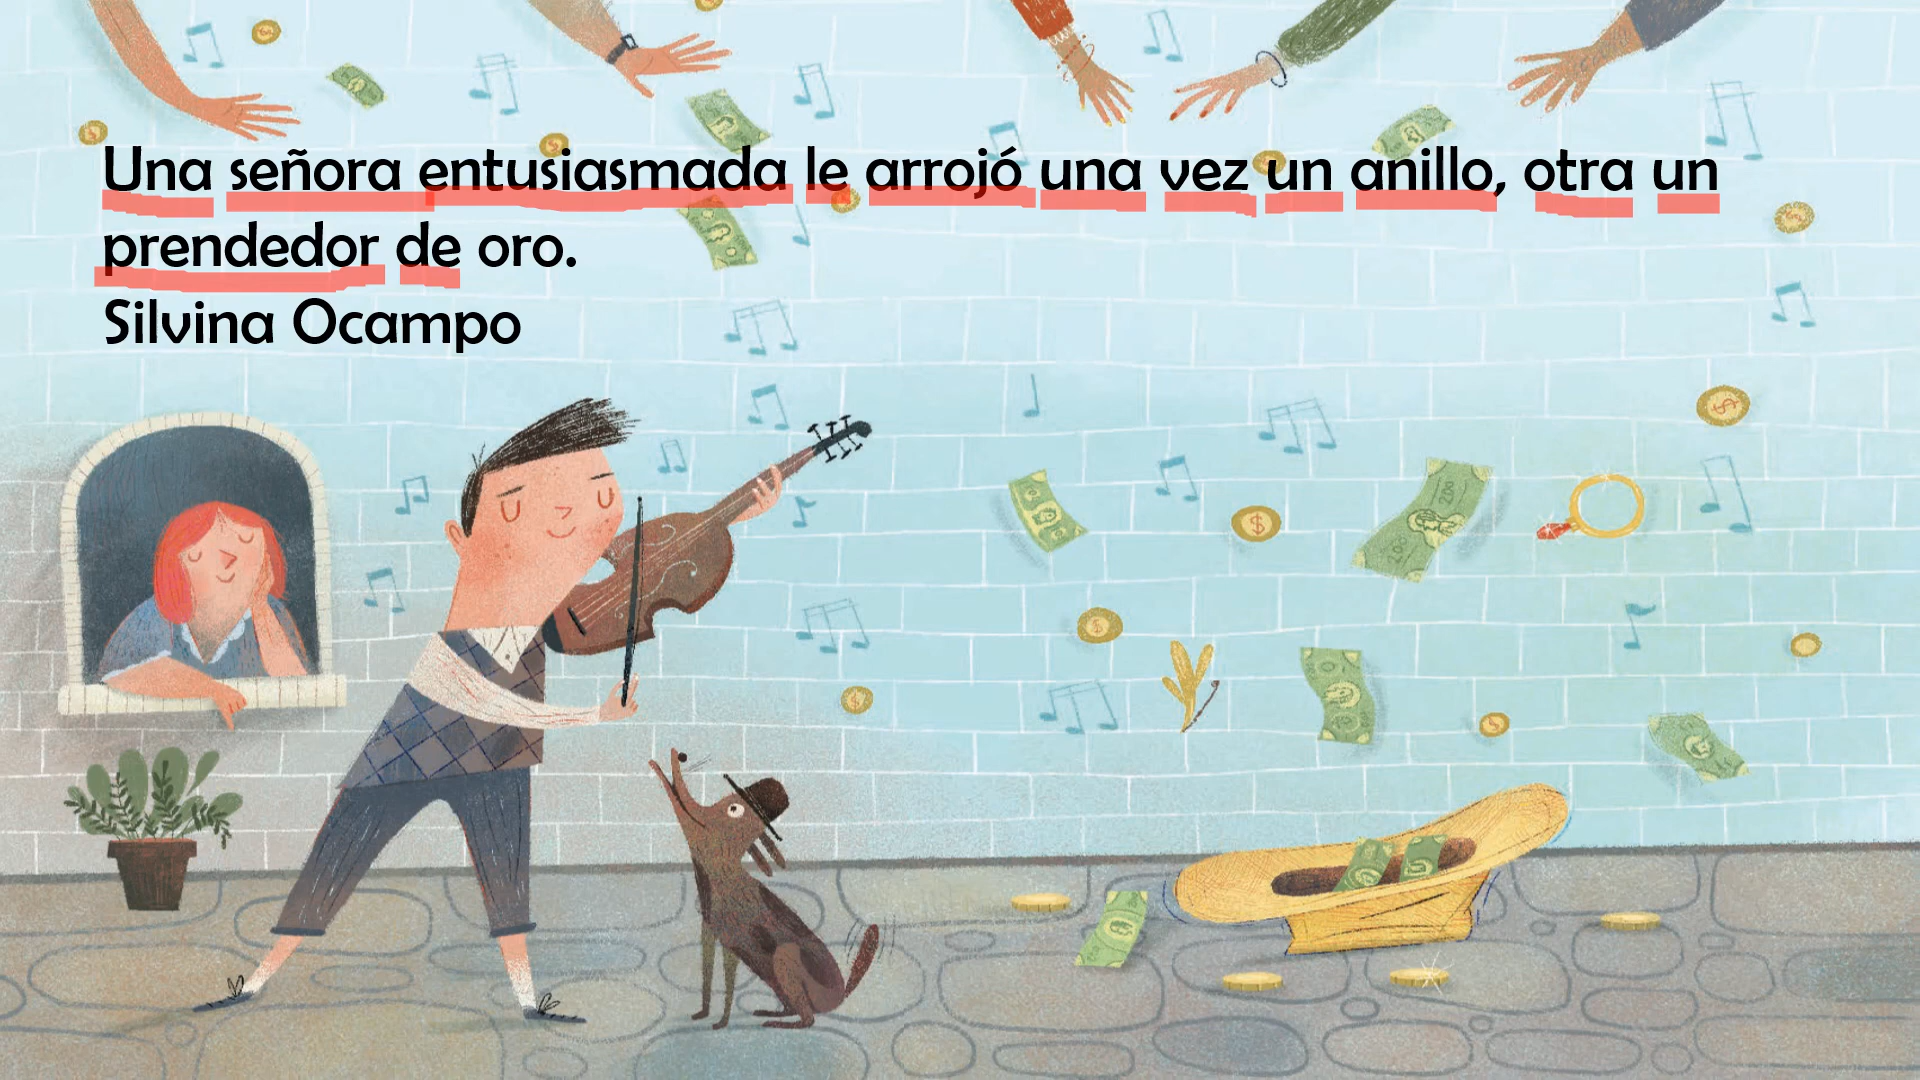 Una señora entusiasmada le arrojó una vez un anillo, otra un
prendedor de oro.
Silvina Ocampo